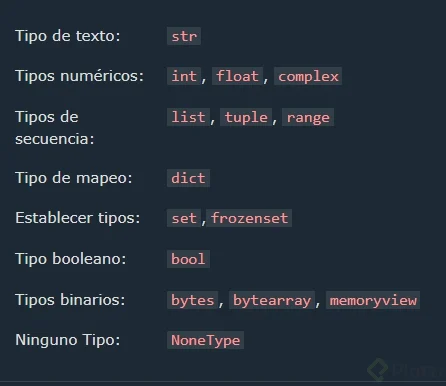 Tipo de texto: str
Tipos numéricos: int, float, complex
Tipos de secuencia: list, tuple, range
Tipo de mapeo: dict
Establecer tipos: set,frozenset
Tipo booleano: bool
Tipos binarios: bytes, bytearray, memoryview
Ninguno Tipo: NoneType